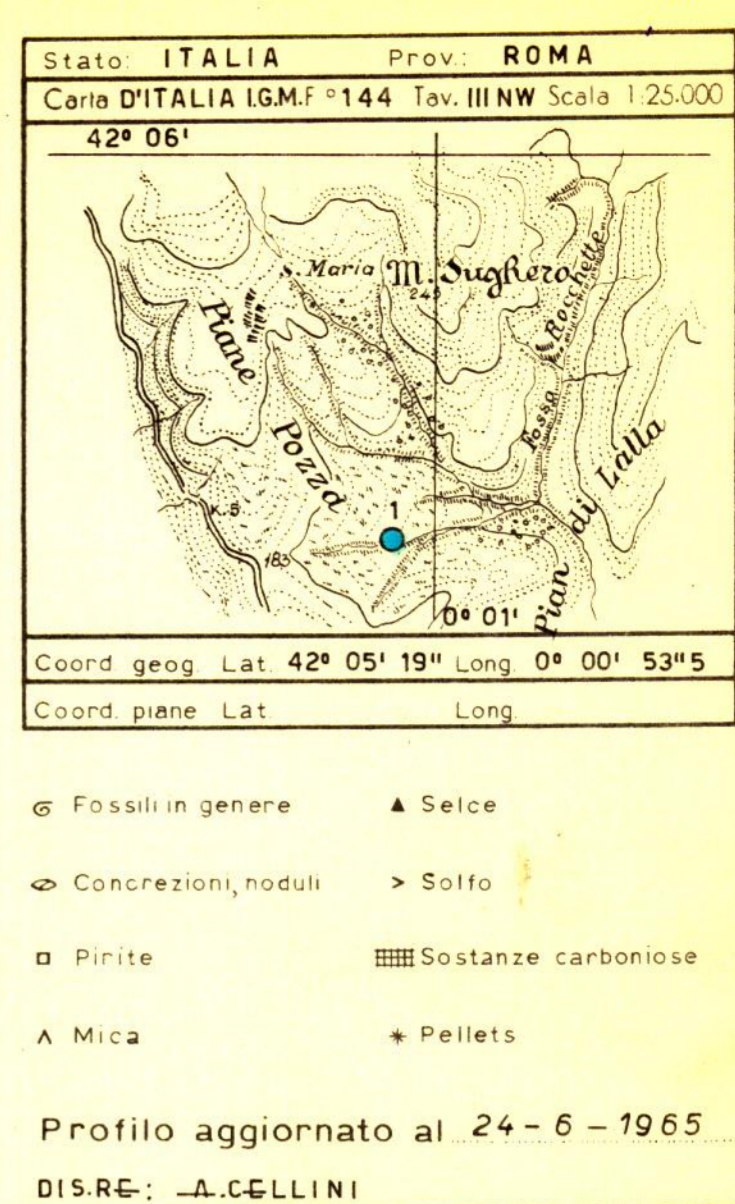 Stato: ITALIA Prov.: ROMA
Carta D'ITALIA I.G.M.F°144 Tav. III NW Scala 1:25.000
42° 06'
S. Maria M. Sughero
245
Rocchette
Piane
Fosso
Pozza
1
K.5
183
Pian di Lalla
0° 01'
Coord. geog. Lat. 42° 05' 19" Long. 0° 00' 53"5
Coord. piane Lat. Long.
Fossili in genere
▲ Selce
Concrezioni, noduli
> Solfo
□ Pirite
Sostanze carboniose
∧ Mica
✳ Pellets
Profilo aggiornato al 24-6-1965
DIS.RE: A.CELLINI